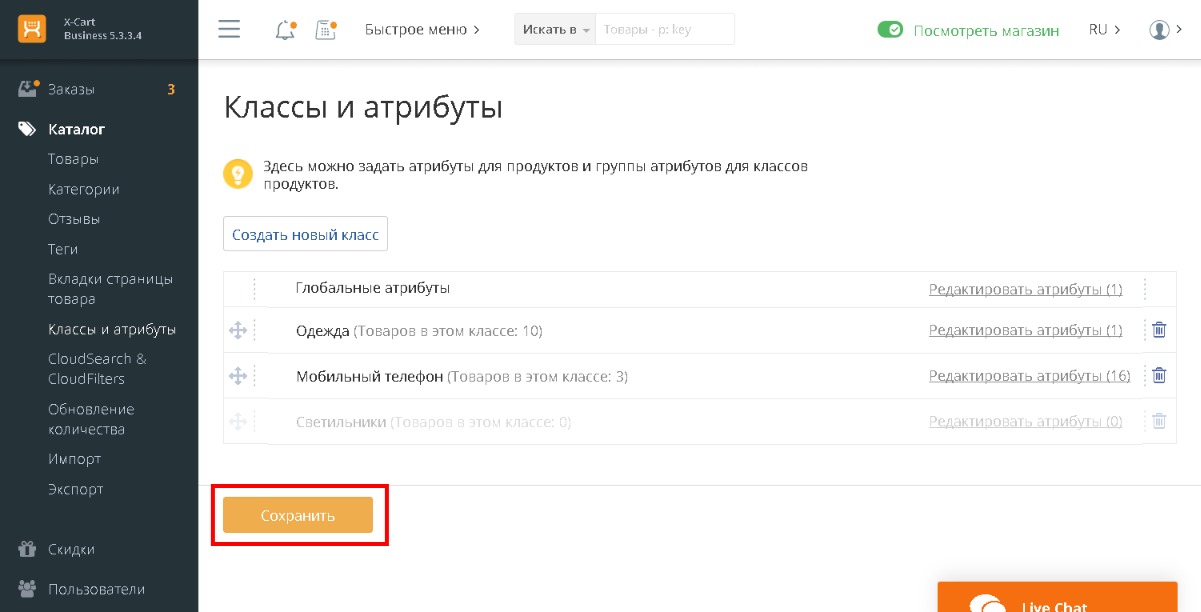 X-Cart
Business 5.3.3.4
Быстрое меню
Искать в
Товары - p: key
Посмотреть магазин
RU
Заказы 3
Каталог
Товары
Категории
Отзывы
Теги
Вкладки страницы
товара
Классы и атрибуты
CloudSearch &
CloudFilters
Обновление
количества
Импорт
Экспорт
Скидки
Пользователи
Классы и атрибуты
Здесь можно задать атрибуты для продуктов и группы атрибутов для классов
продуктов.
Создать новый класс
Глобальные атрибуты Редактировать атрибуты (1)
Одежда (Товаров в этом классе: 10) Редактировать атрибуты (1)
Мобильный телефон (Товаров в этом классе: 3) Редактировать атрибуты (16)
Светильники (Товаров в этом классе: 0) Редактировать атрибуты (0)
Сохранить
Live Chat